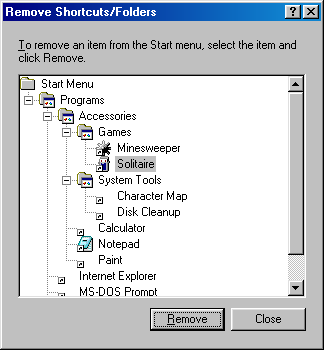 Remove Shortcuts/Folders
To remove an item from the Start menu, select the item and
click Remove.
Start Menu
Programs
Accessories
Games
Minesweeper
Solitaire
System Tools
Character Map
Disk Cleanup
Calculator
Notepad
Paint
Internet Explorer
MS-DOS Prompt
Remove Close